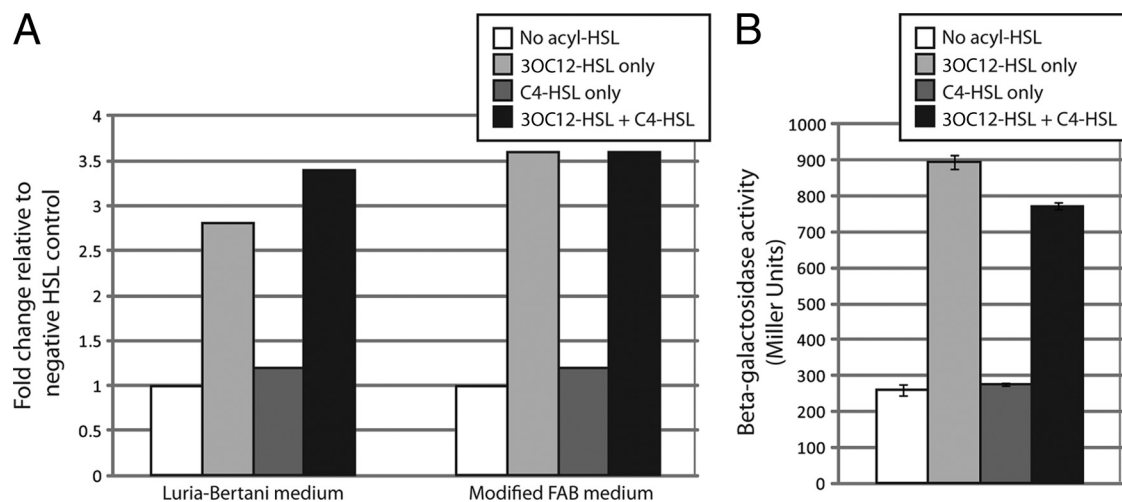 A
No acyl-HSL
3OC12-HSL only
C4-HSL only
3OC12-HSL + C4-HSL
Fold change relative to
negative HSL control
4
3.5
3
2.5
2
1.5
1
0.5
0
Luria-Bertani medium
Modified FAB medium
B
No acyl-HSL
3OC12-HSL only
C4-HSL only
3OC12-HSL + C4-HSL
Beta-galactosidase activity
(Miller Units)
1000
900
800
700
600
500
400
300
200
100
0